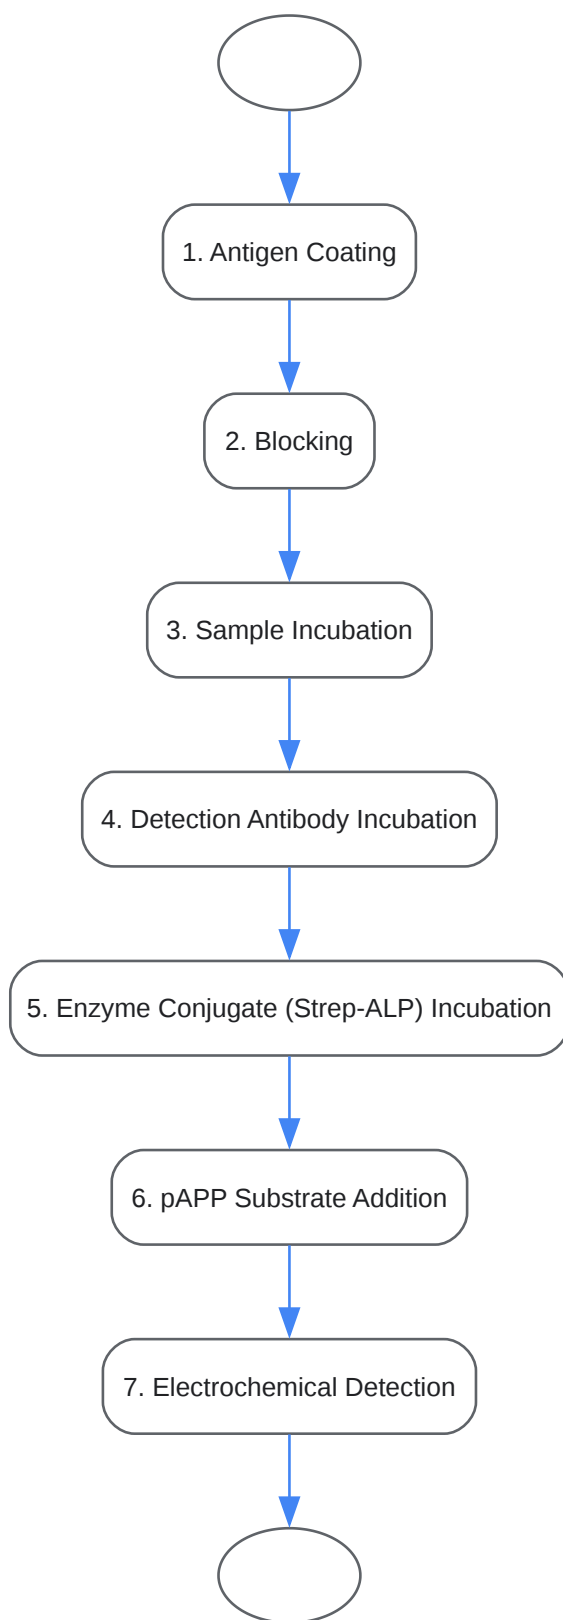 1. Antigen Coating
2. Blocking
3. Sample Incubation
4. Detection Antibody Incubation
5. Enzyme Conjugate (Strep-ALP) Incubation
6. pAPP Substrate Addition
7. Electrochemical Detection